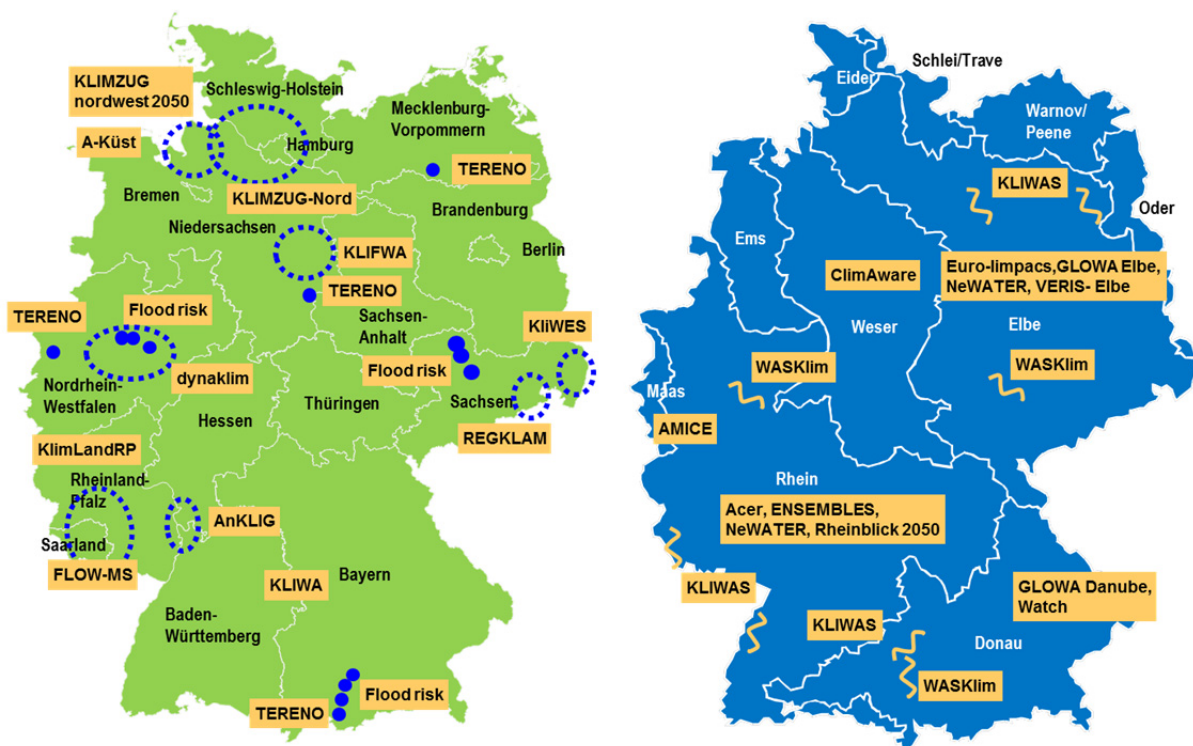 KLIMZUG
nordwest 2050
Schleswig-Holstein
Mecklenburg-
Vorpommern
A-Küst
Hamburg
TERENO
Bremen
KLIMZUG-Nord
Brandenburg
Niedersachsen
KLIFWA
Berlin
TERENO
TERENO
Flood risk
Sachsen-
Anhalt
KliWES
Flood risk
dynaklim
Nordrhein-
Westfalen
Thüringen
Sachsen
Hessen
REGKLAM
KlimLandRP
Rheinland-
Pfalz
AnKLIG
Saarland
FLOW-MS
KLIWA
Bayern
Baden-
Württemberg
Flood risk
TERENO
Schlei/Trave
Eider
Warnov/
Peene
KLIWAS
Oder
Ems
ClimAware
Euro-limpacs,GLOWA Elbe,
NeWATER, VERIS- Elbe
Weser
Elbe
WASKlim
WASKlim
Maas
AMICE
Rhein
Acer, ENSEMBLES,
NeWATER, Rheinblick 2050
KLIWAS
GLOWA Danube,
Watch
KLIWAS
Donau
WASKlim